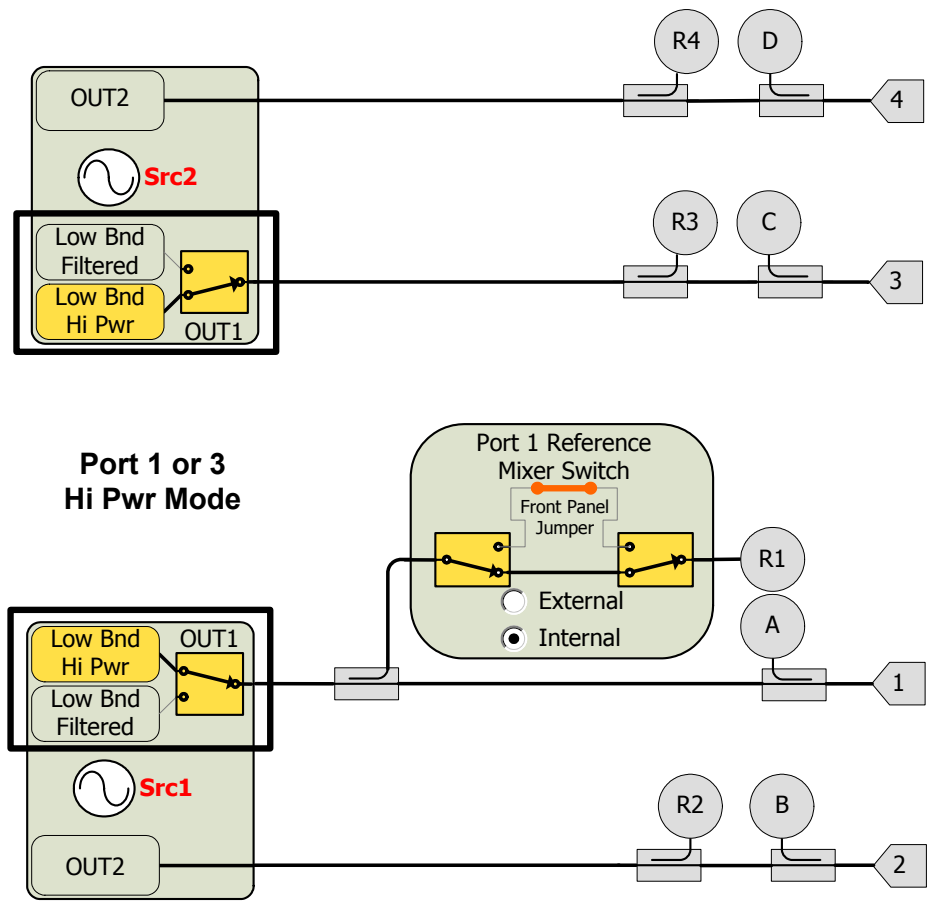 R4
D
OUT2
4
Src2
R3
C
Low Bnd
Filtered
Low Bnd
Hi Pwr
OUT1
3
Port 1 or 3
Hi Pwr Mode
Port 1 Reference
Mixer Switch
Front Panel
Jumper
R1
External
Internal
A
Low Bnd
Hi Pwr
OUT1
Low Bnd
Filtered
1
Src1
R2
B
OUT2
2